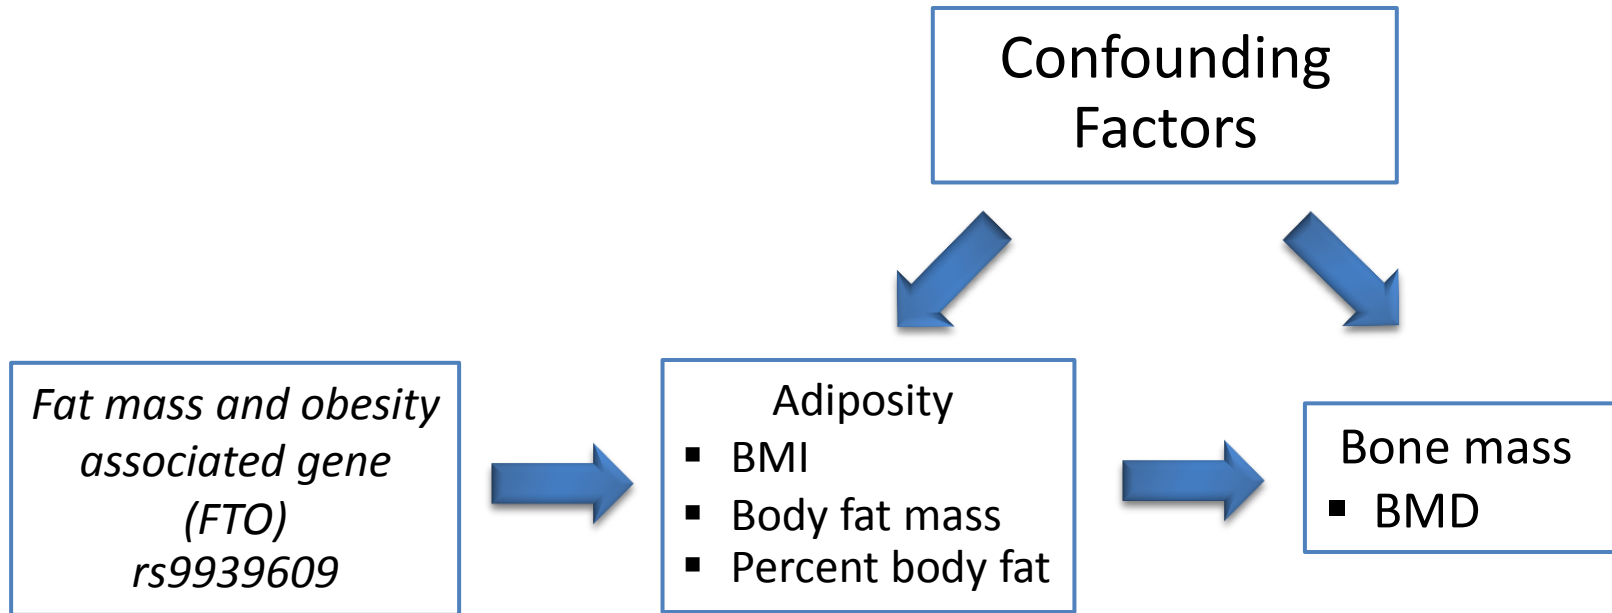 Confounding
Factors
Fat mass and obesity
associated gene
(FTO)
rs9939609
Adiposity
▪ BMI
▪ Body fat mass
▪ Percent body fat
Bone mass
▪ BMD